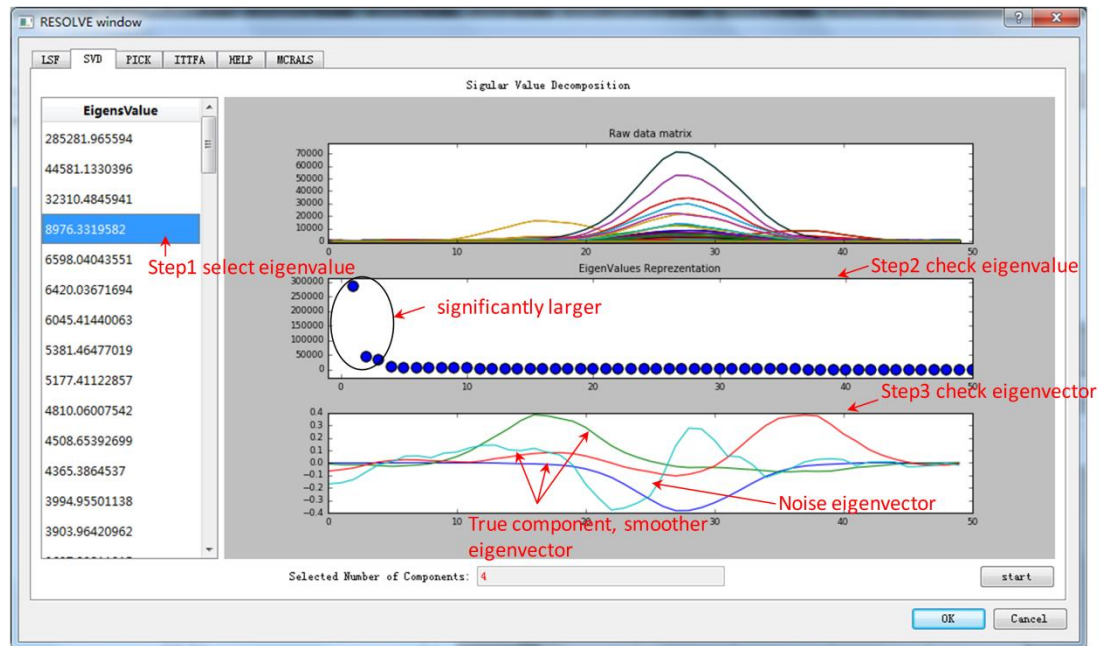 RESOLVE window
LSF SVD PICK ITTFA HELP MCRALS
Sigular Value Decomposition
EigensValue
285281.965594
44581.1330396
32310.4845941
8976.3319582
6598.04043551
6420.03671694
6045.41440063
5381.46477019
5177.41122857
4810.06007542
4508.65392699
4365.3864537
3994.95501138
3903.96420962
Step1 select eigenvalue
Raw data matrix
70000
60000
50000
40000
30000
20000
10000
0
0 10 20 30 40 50
Step2 check eigenvalue
EigenValues Reprezentation
300000
250000
200000
150000
100000
50000
0
significantly larger
0 10 20 30 40 50
Step3 check eigenvector
0.4
0.3
0.2
0.1
0.0
−0.1
−0.2
−0.3
−0.4
Noise eigenvector
True component, smoother
eigenvector
0 10 20 30 40 50
Selected Number of Components: 4
start
OK Cancel